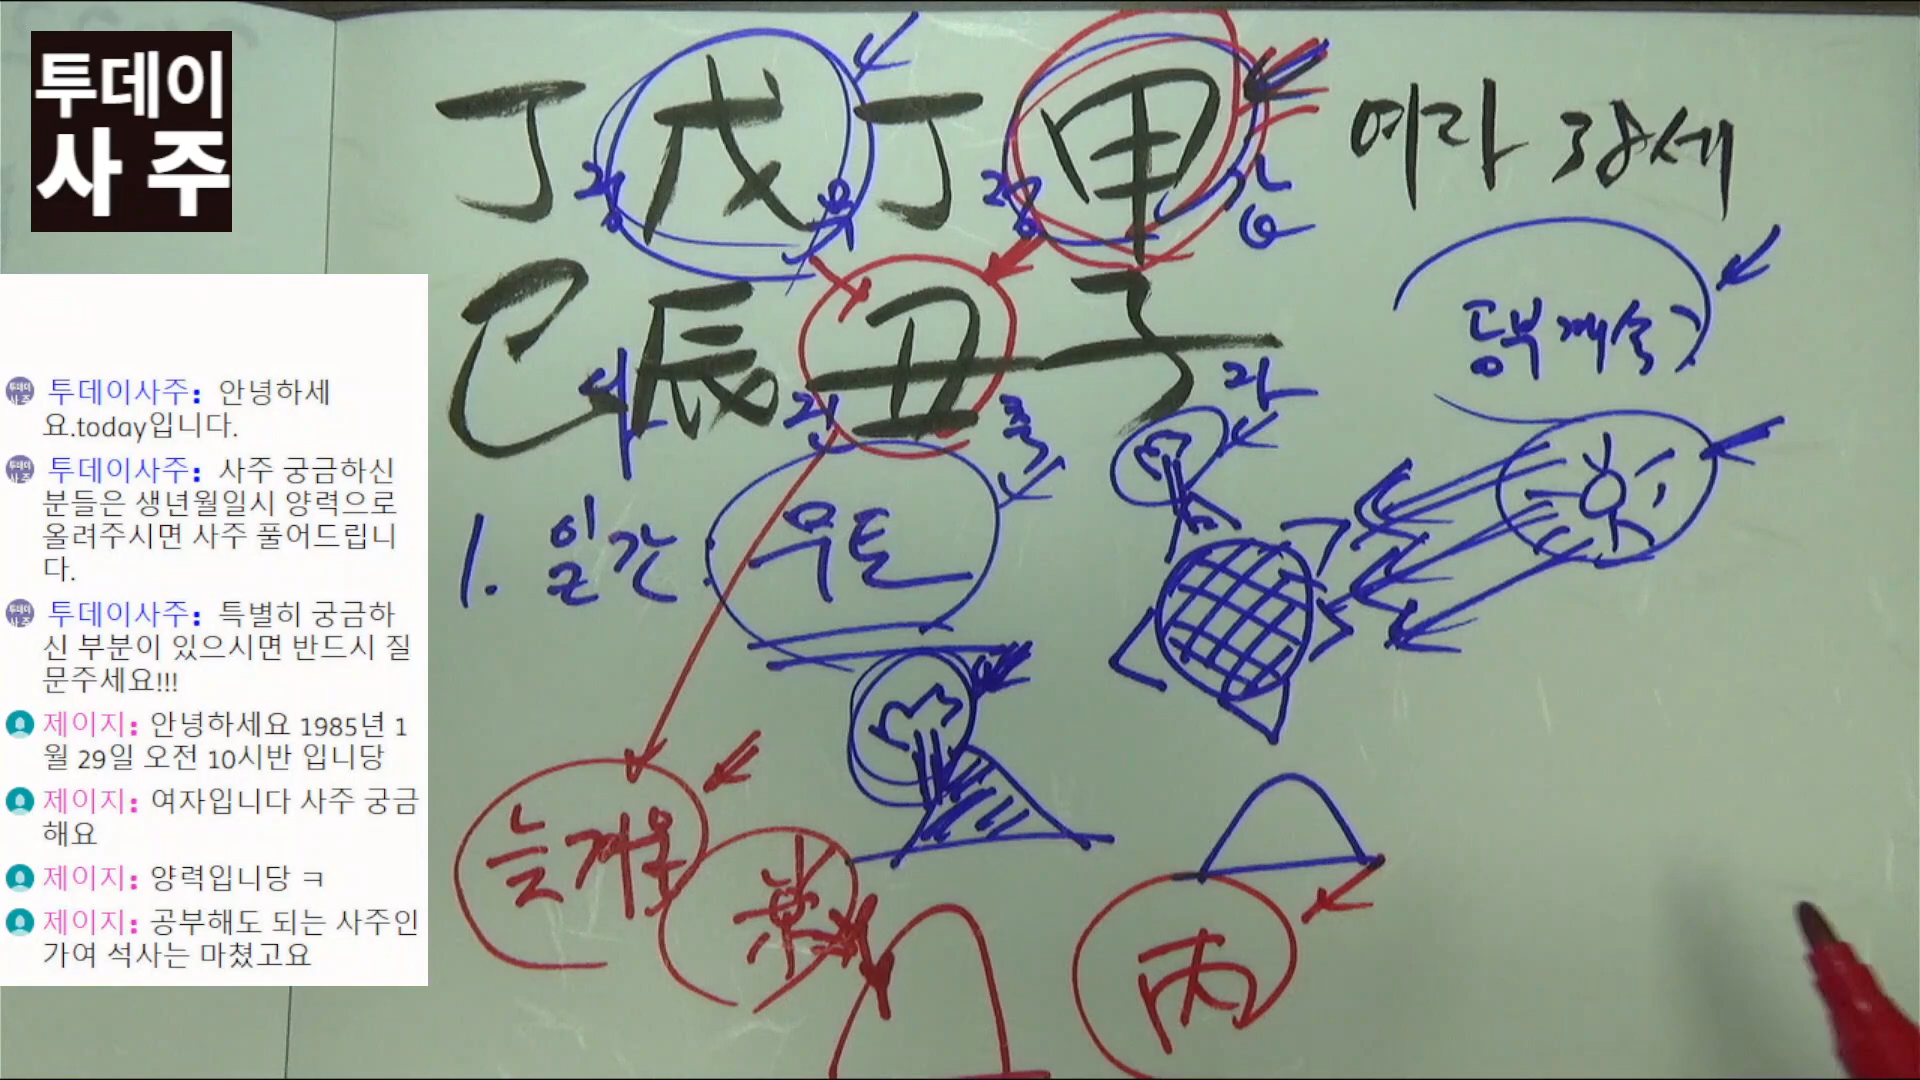 투데이
사주
丁 戊 丁 甲 여자 38세
巳 辰 丑 子
공부계속?
1. 일간 무토
늦겨울
丙
투데이사주: 안녕하세
요.today입니다.
투데이사주: 사주 궁금하신
분들은 생년월일시 양력으로
올려주시면 사주 풀어드립니
다.
투데이사주: 특별히 궁금하
신 부분이 있으시면 반드시 질
문주세요!!!
제이지: 안녕하세요 1985년 1
월 29일 오전 10시반 입니당
제이지: 여자입니다 사주 궁금
해요
제이지: 양력입니당 ㅋ
제이지: 공부해도 되는 사주인
가여 석사는 마쳤고요